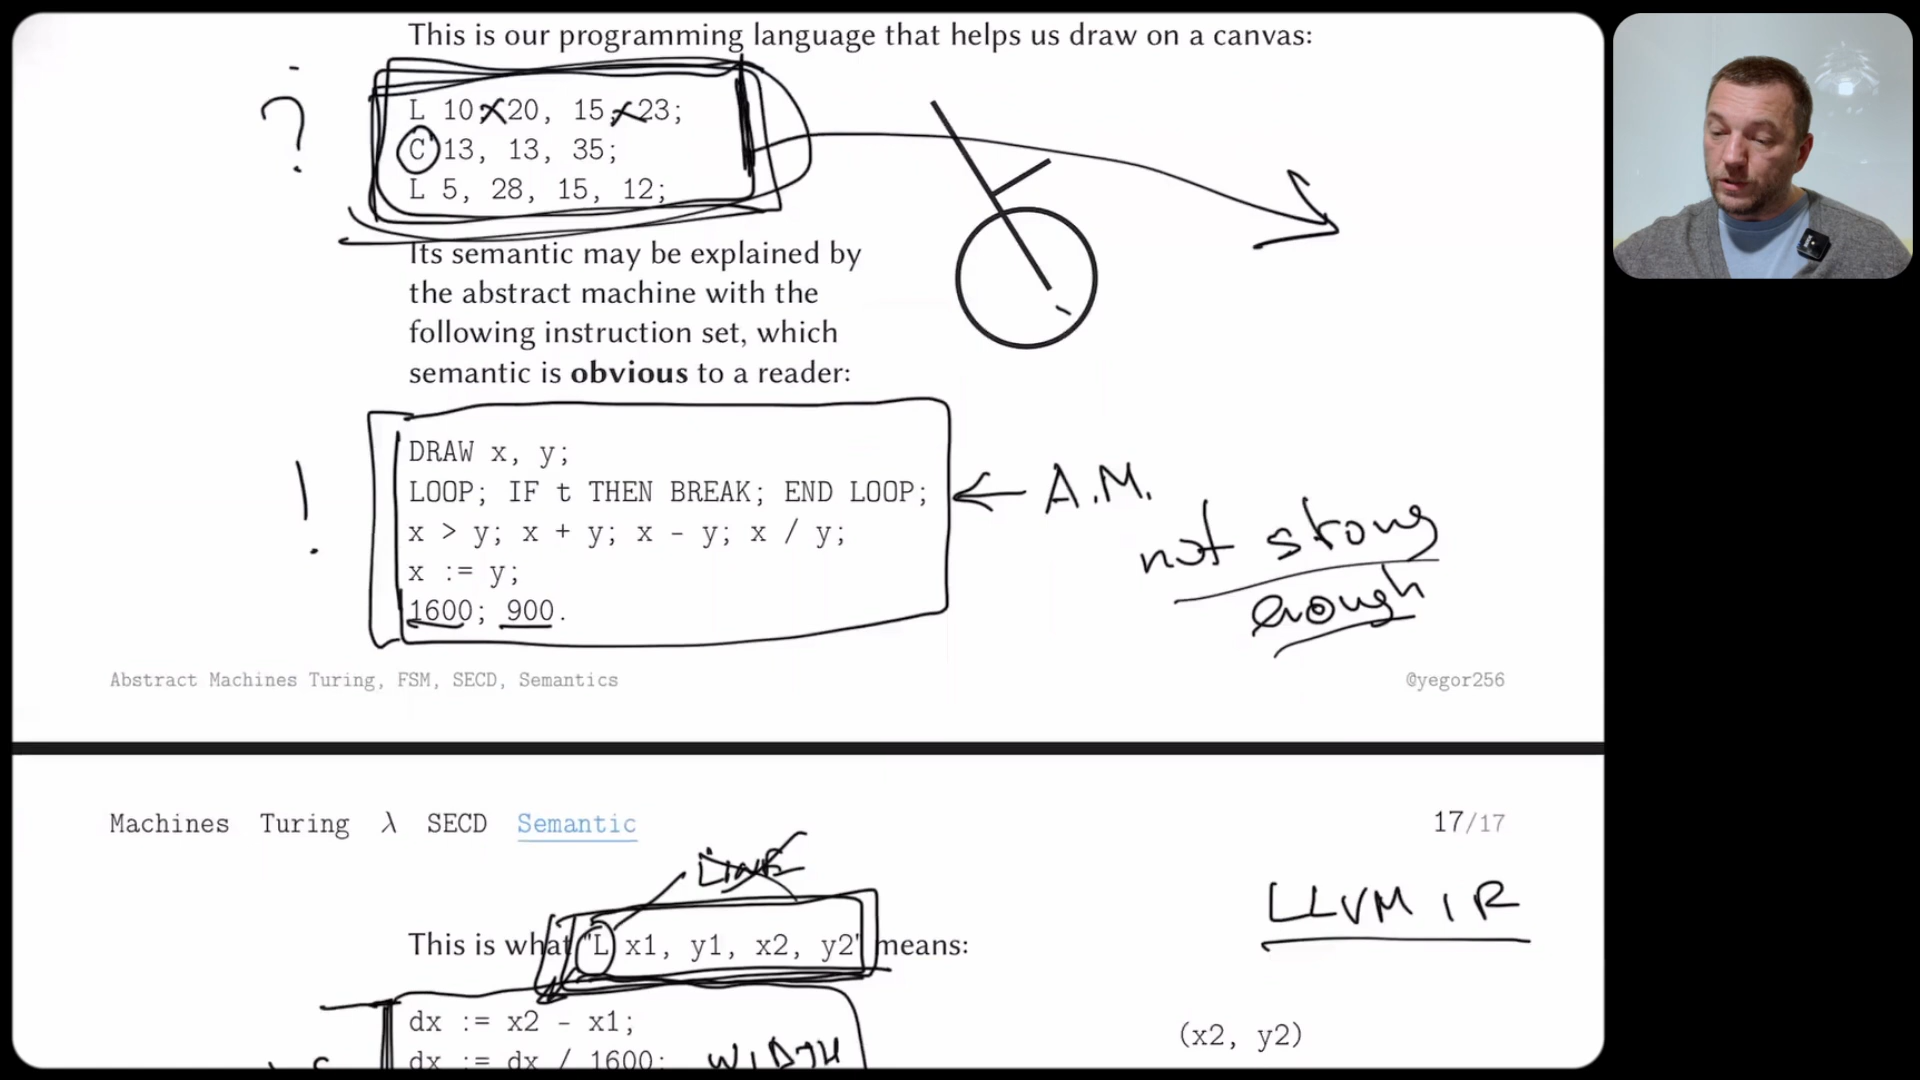 This is our programming language that helps us draw on a canvas:
?
L 10, 20, 15, 23;
C 13, 13, 35;
L 5, 28, 15, 12;
Its semantic may be explained by
the abstract machine with the
following instruction set, which
semantic is obvious to a reader:
!
DRAW x, y;
LOOP; IF t THEN BREAK; END LOOP;
x > y; x + y; x - y; x / y;
x := y;
1600; 900.
A.M.
not strong
enough
Abstract Machines Turing, FSM, SECD, Semantics
@yegor256
Machines Turing λ SECD Semantic
17/17
LINE
LLVM IR
This is what "L x1, y1, x2, y2" means:
dx := x2 - x1;
(x2, y2)
dx := dx / 1600; WIDTH